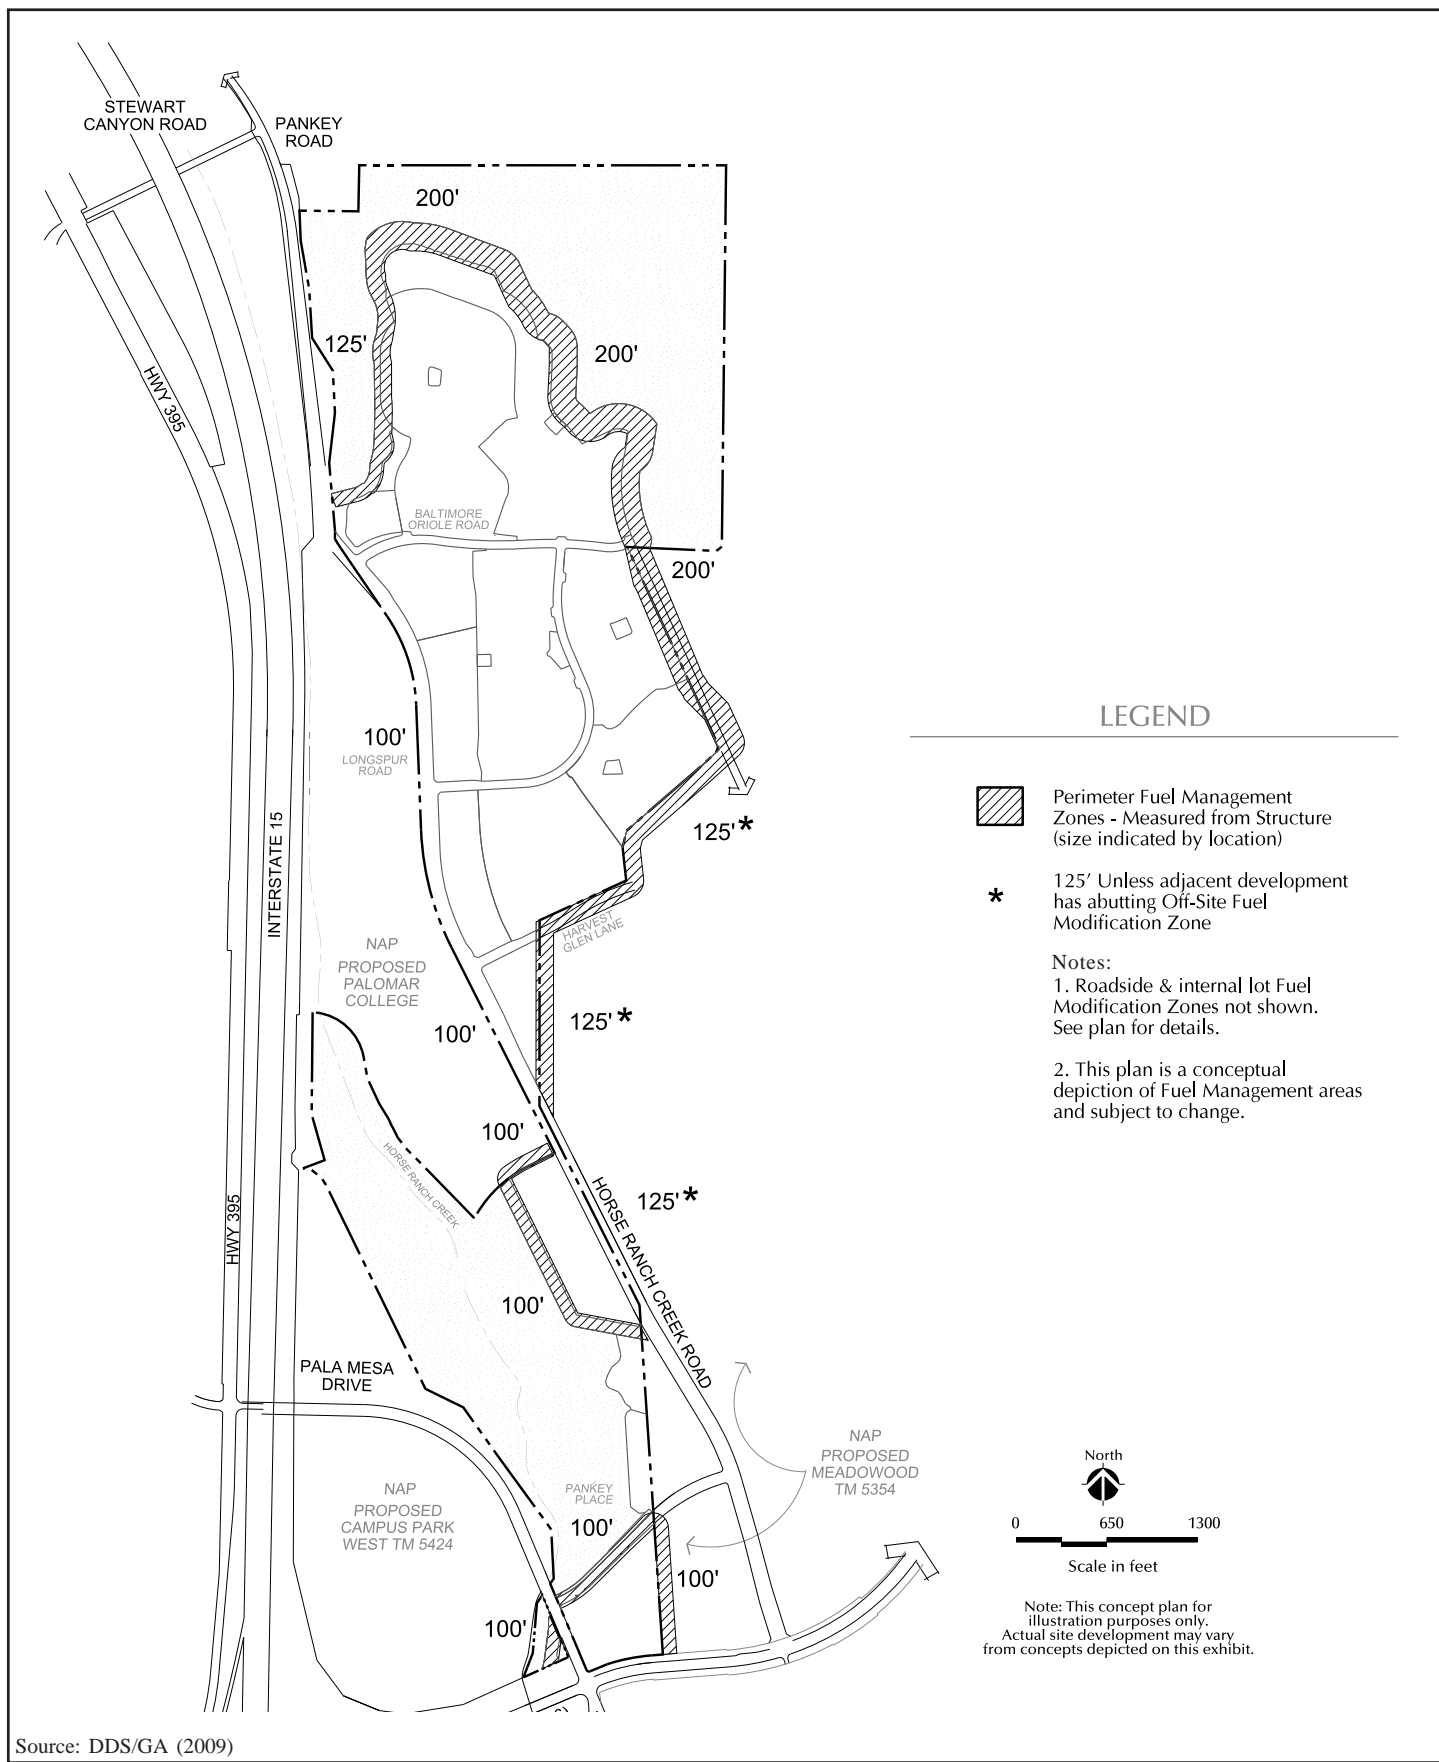 STEWART
CANYON ROAD
PANKEY
ROAD
200'
125'
200'
HWY 395
BALTIMORE
ORIOLE ROAD
200'
100'
LONGSPUR
ROAD
INTERSTATE 15
125'*
HARVEST
GLEN LANE
NAP
PROPOSED
PALOMAR
COLLEGE
125'*
100'
100'
HORSE RANCH CREEK
HWY 395
125'*
HORSE RANCH CREEK ROAD
100'
PALA MESA
DRIVE
NAP
PROPOSED
MEADOWOOD
TM 5354
NAP
PROPOSED
CAMPUS PARK
WEST TM 5424
PANKEY
PLACE
100'
100'
100'
LEGEND
Perimeter Fuel Management
Zones - Measured from Structure
(size indicated by location)
*
125' Unless adjacent development
has abutting Off-Site Fuel
Modification Zone
Notes:
1. Roadside & internal lot Fuel
Modification Zones not shown.
See plan for details.
2. This plan is a conceptual
depiction of Fuel Management areas
and subject to change.
North
0 650 1300
Scale in feet
Note: This concept plan for
illustration purposes only.
Actual site development may vary
from concepts depicted on this exhibit.
Source: DDS/GA (2009)